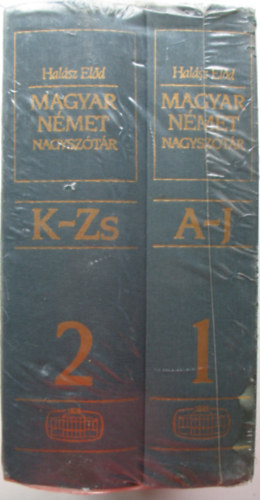 Halász Előd
MAGYAR
NÉMET
NAGYSZÓTÁR
K-Zs
2
Halász Előd
MAGYAR
NÉMET
NAGYSZÓTÁR
A-J
1